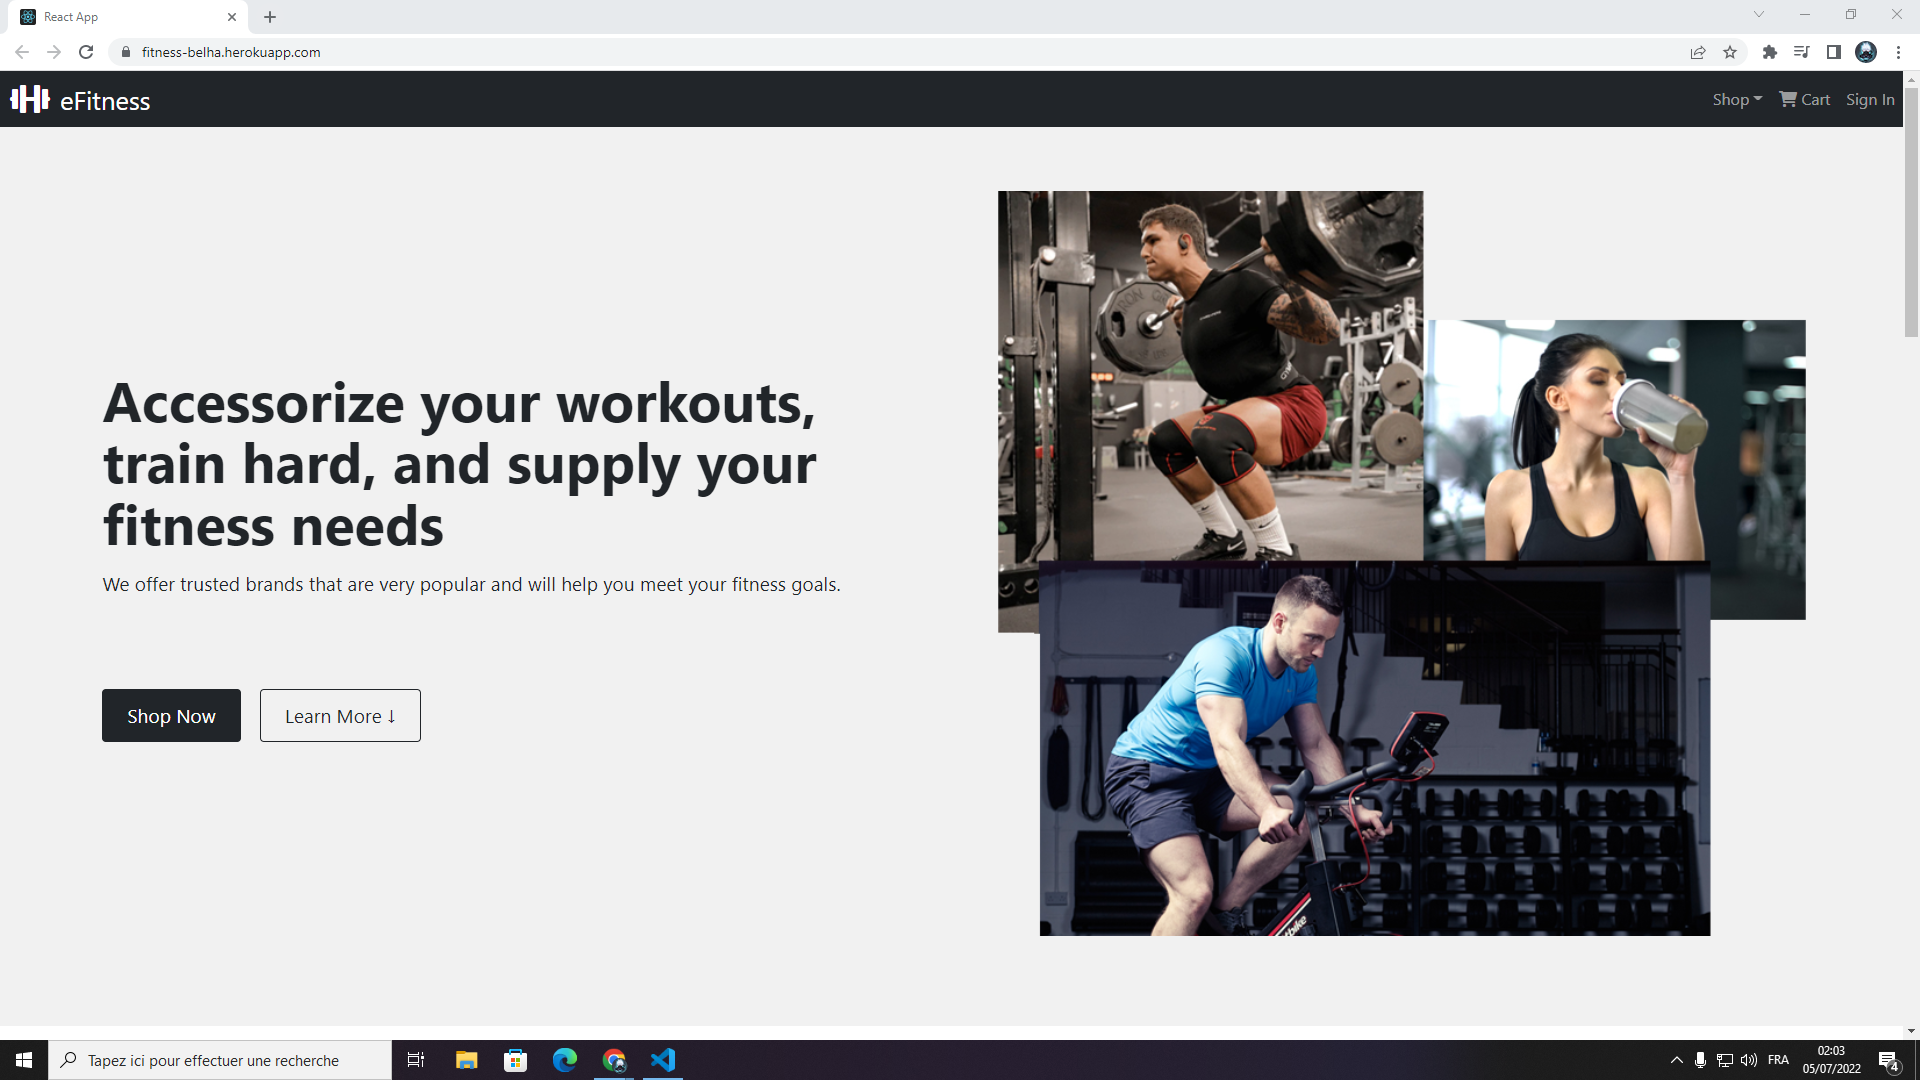 React App
fitness-belha.herokuapp.com
eFitness
Shop
Cart
Sign In
Accessorize your workouts,
train hard, and supply your
fitness needs
We offer trusted brands that are very popular and will help you meet your fitness goals.
Shop Now
Learn More ↓
Tapez ici pour effectuer une recherche
FRA
02:03
05/07/2022
4